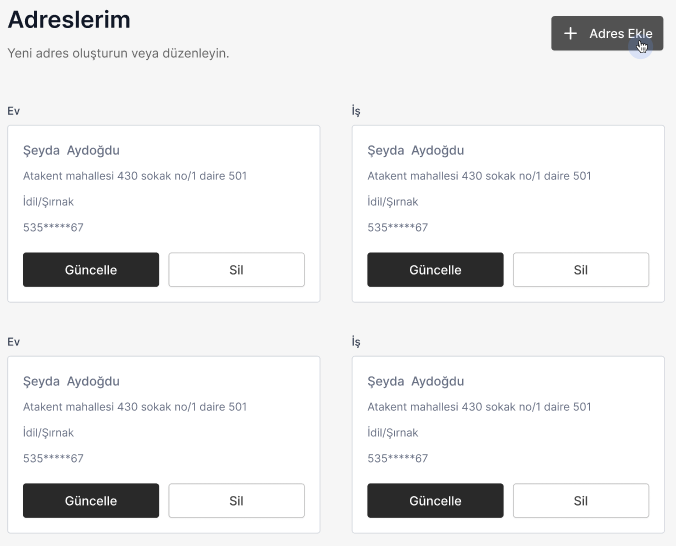 Adreslerim
Yeni adres oluşturun veya düzenleyin.
Adres Ekle
Ev
Şeyda Aydoğdu
Atakent mahallesi 430 sokak no/1 daire 501
İdil/Şırnak
535*****67
Güncelle
Sil
İş
Şeyda Aydoğdu
Atakent mahallesi 430 sokak no/1 daire 501
İdil/Şırnak
535*****67
Güncelle
Sil
Ev
Şeyda Aydoğdu
Atakent mahallesi 430 sokak no/1 daire 501
İdil/Şırnak
535*****67
Güncelle
Sil
İş
Şeyda Aydoğdu
Atakent mahallesi 430 sokak no/1 daire 501
İdil/Şırnak
535*****67
Güncelle
Sil